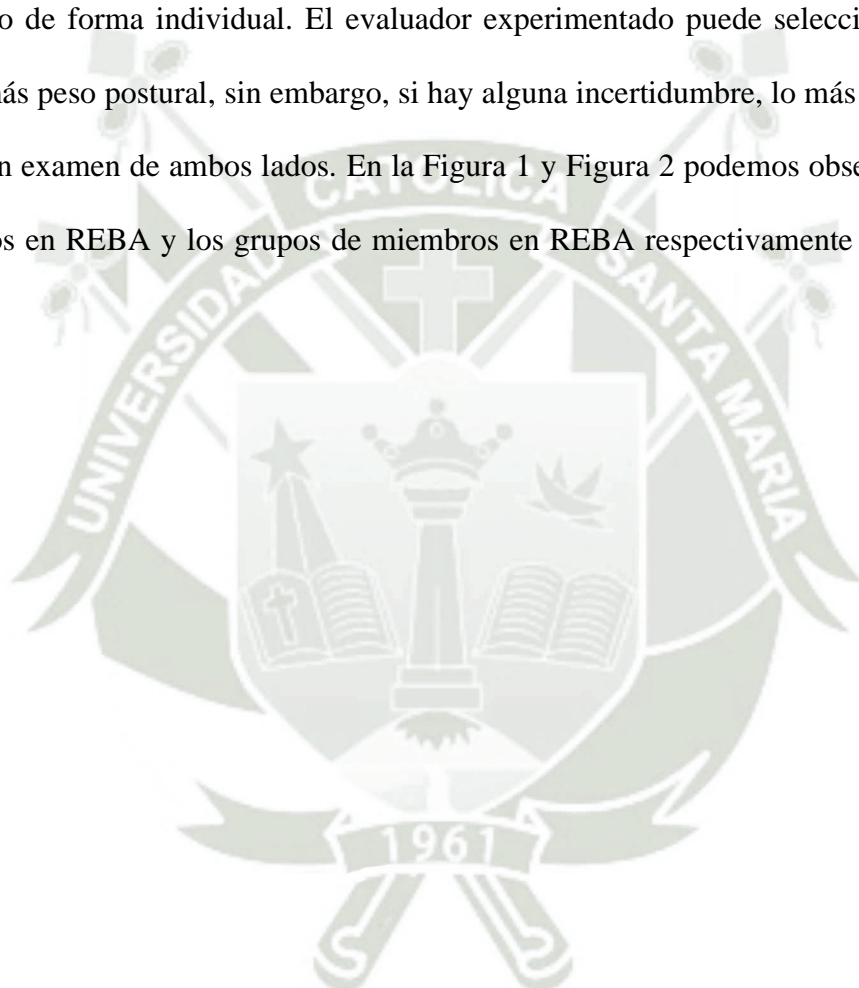 o de forma individual. El evaluador experimentado puede selecci
más peso postural, sin embargo, si hay alguna incertidumbre, lo más
n examen de ambos lados. En la Figura 1 y Figura 2 podemos obse
os en REBA y los grupos de miembros en REBA respectivamente
UNIVERSIDAD CATOLICA SANTA MARIA
1961